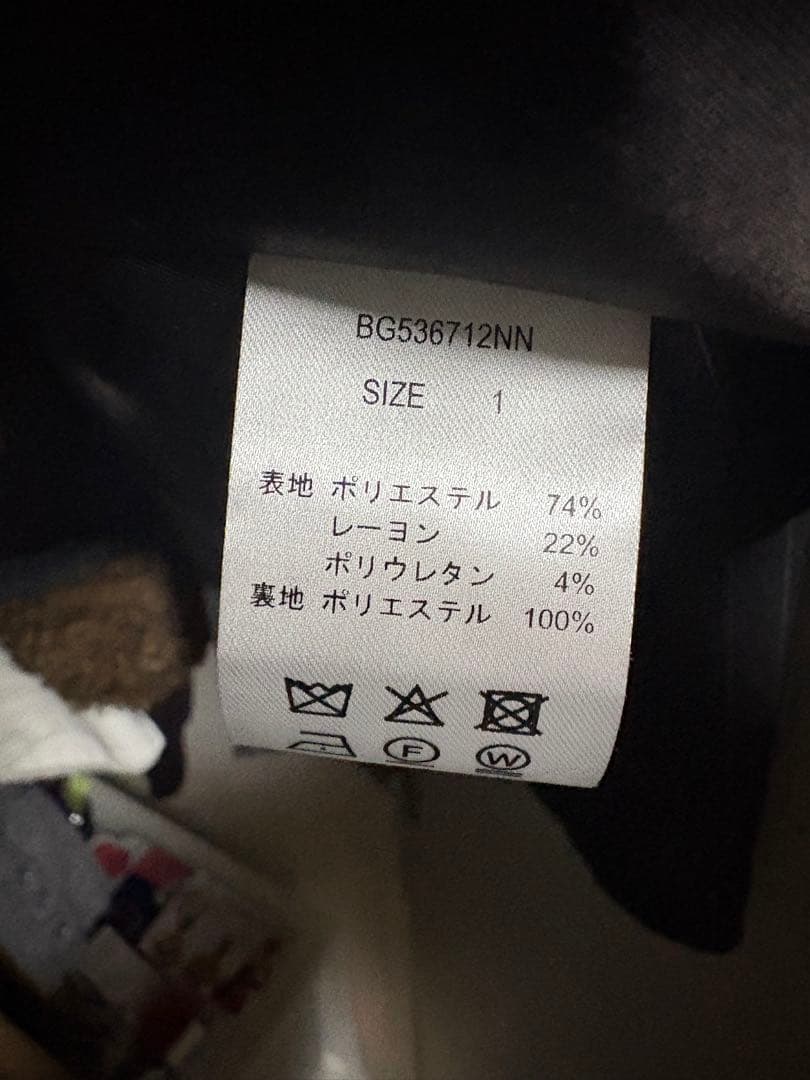 BG536712NN
SIZE 1
表地 ポリエステル 74%
レーヨン 22%
ポリウレタン 4%
裏地 ポリエステル 100%
F W